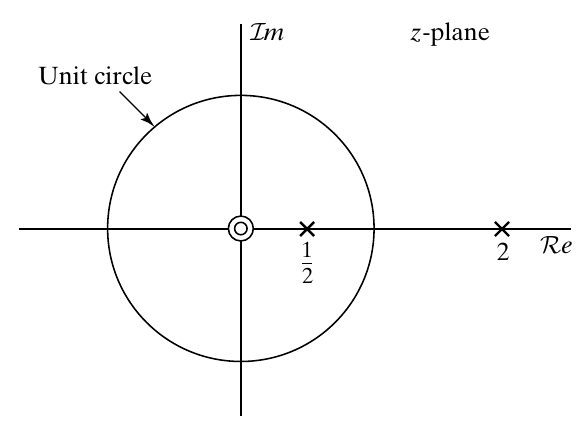 ℐm
z-plane
Unit circle
1/2
2
ℛe